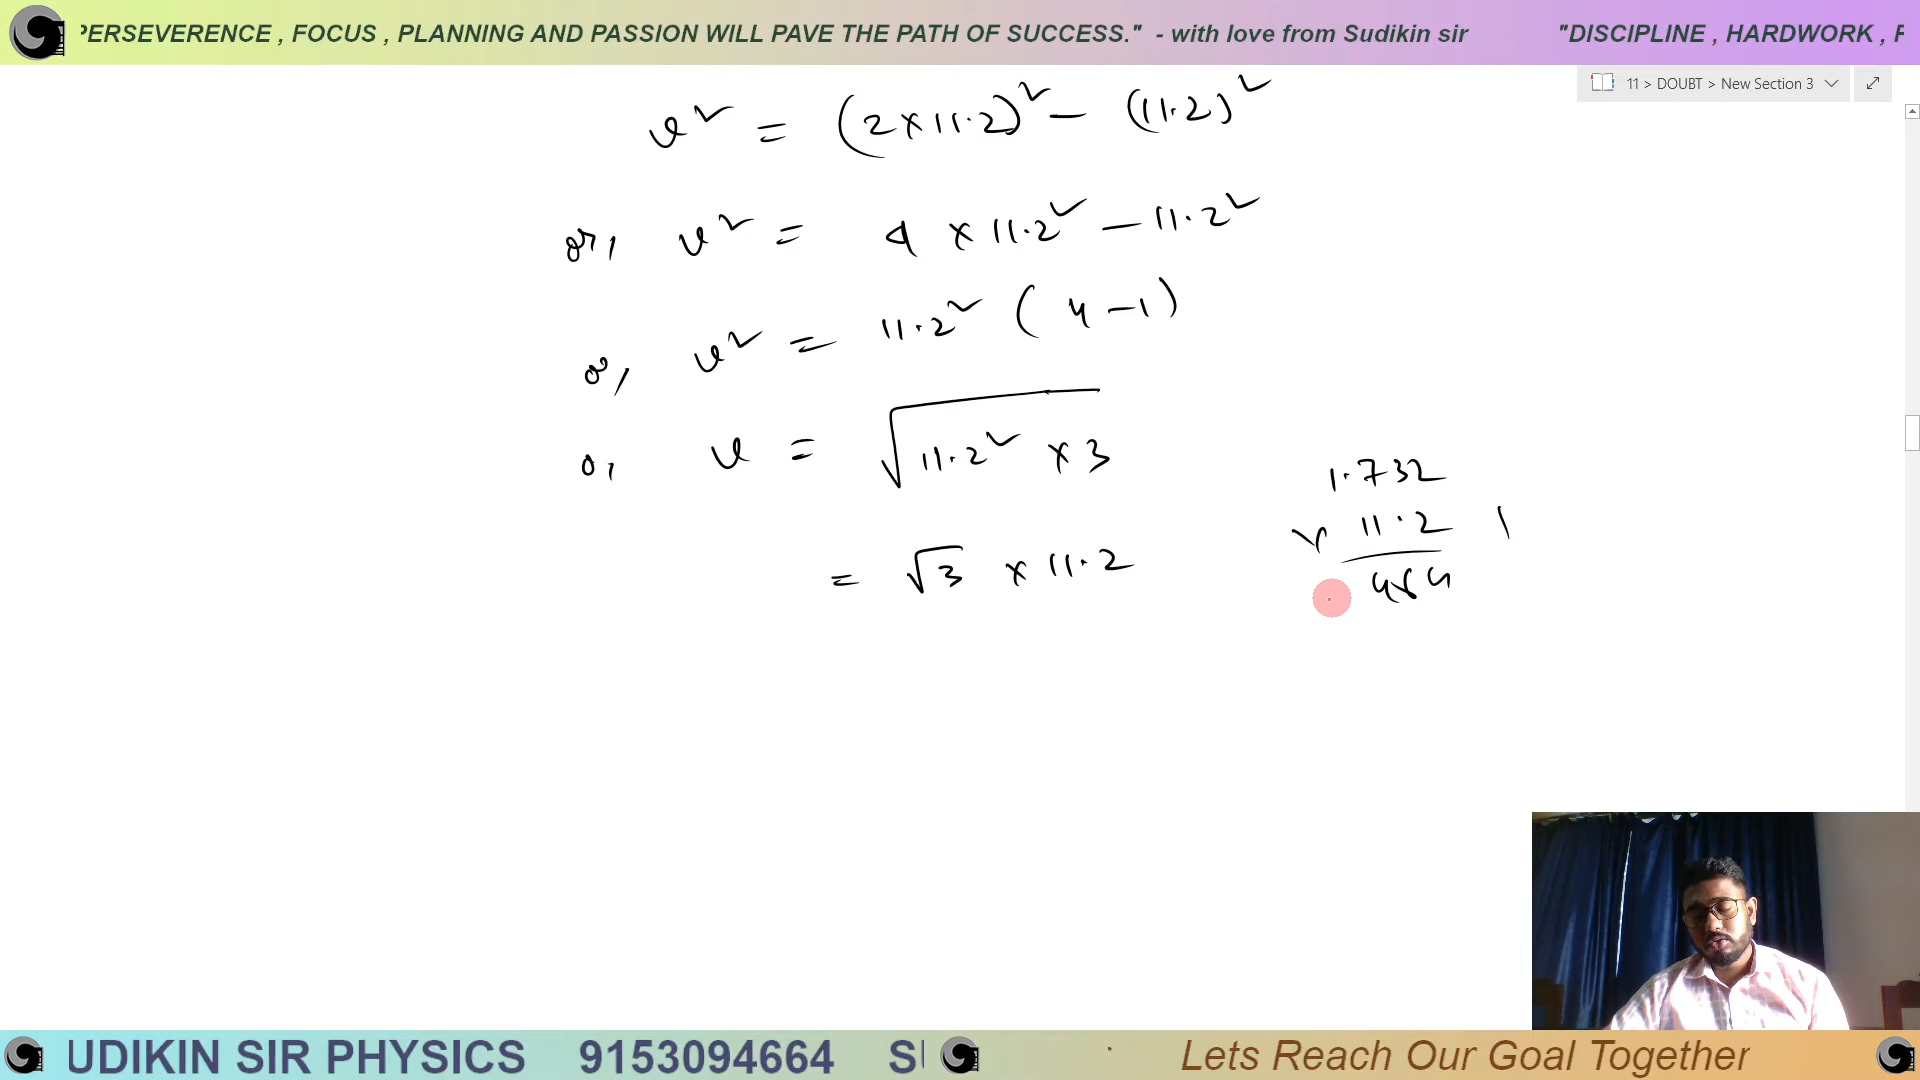 PERSEVERENCE , FOCUS , PLANNING AND PASSION WILL PAVE THE PATH OF SUCCESS." - with love from Sudikin sir "DISCIPLINE , HARDWORK , P
11 > DOUBT > New Section 3
v² = (2×11.2)² – (11.2)²
or, v² = 4 × 11.2² – 11.2²
or, v² = 11.2² (4 – 1)
or, v = √11.2² × 3
= √3 × 11.2
1.732
× 11.2
UDIKIN SIR PHYSICS 9153094664
Lets Reach Our Goal Together